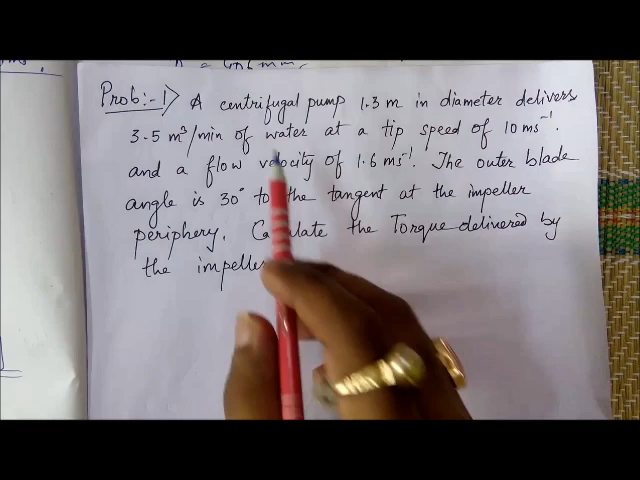 Prob:-1 A centrifugal pump 1.3 m in diameter delivers
3.5 m³/min of water at a tip speed of 10 ms⁻¹.
and a flow velocity of 1.6 ms⁻¹. The outer blade
angle is 30° to the tangent at the impeller
periphery. the Torque delivered by
the impeller